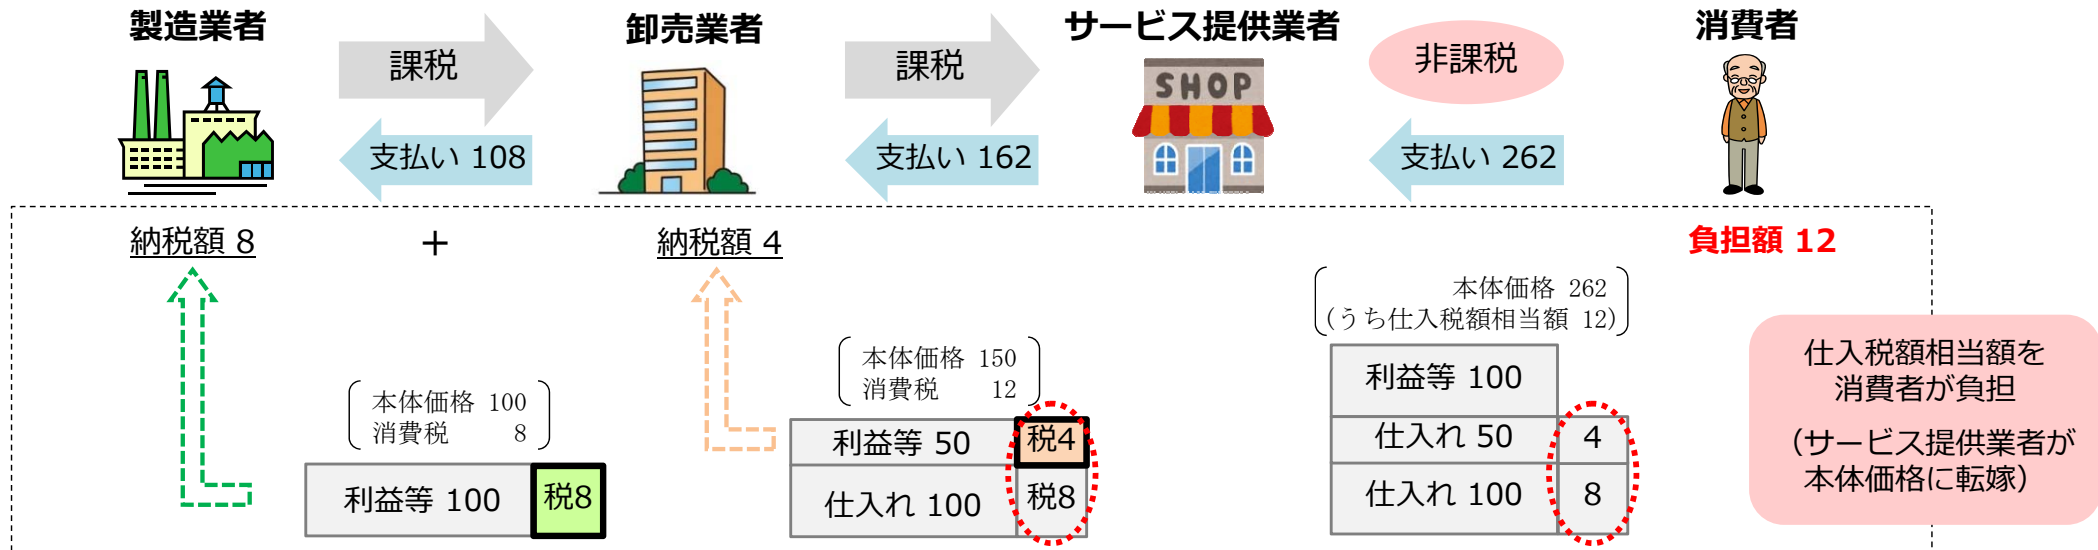 製造業者
卸売業者
サービス提供業者
消費者
課税
課税
非課税
SHOP
支払い 108
支払い 162
支払い 262
納税額 8
+
納税額 4
負担額 12
本体価格 100
消費税 8
利益等 100
税8
本体価格 150
消費税 12
利益等 50
税4
仕入れ 100
税8
本体価格 262
(うち仕入税額相当額 12)
利益等 100
仕入れ 50
4
仕入れ 100
8
仕入税額相当額を
消費者が負担
（サービス提供業者が
本体価格に転嫁）